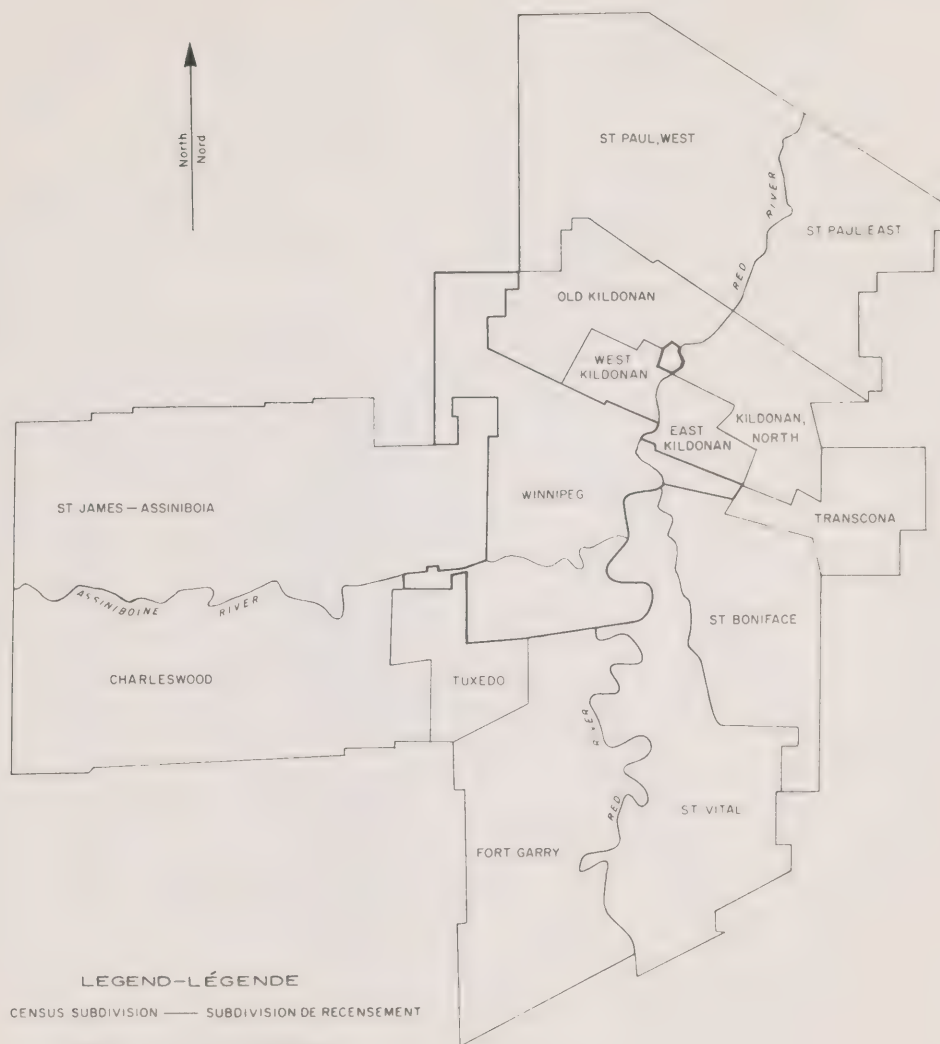 North
Nord
ST PAUL, WEST
RED RIVER
ST PAUL EAST
OLD KILDONAN
WEST
KILDONAN
EAST
KILDONAN
KILDONAN,
NORTH
ST JAMES — ASSINIBOIA
WINNIPEG
TRANSCONA
ASSINIBOINE RIVER
ST BONIFACE
CHARLESWOOD
TUXEDO
RED
ST VITAL
FORT GARRY
LEGEND-LÉGENDE
CENSUS SUBDIVISION —— SUBDIVISION DE RECENSEMENT